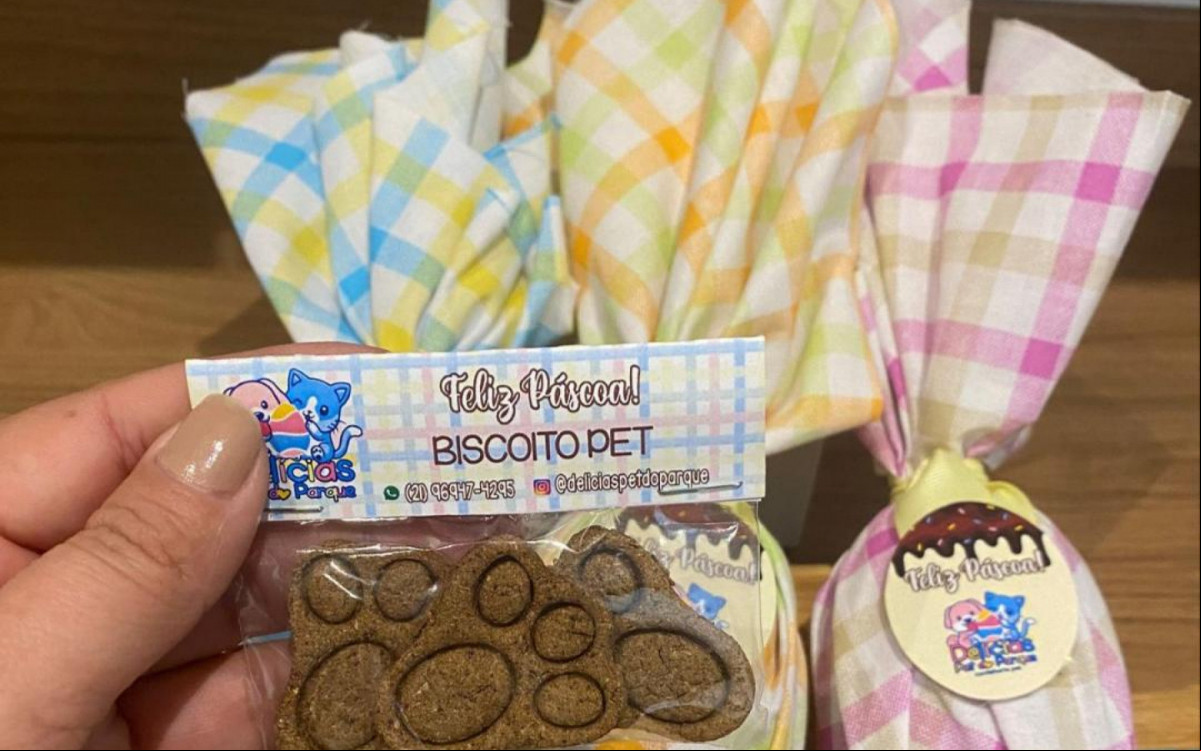 Feliz Páscoa!
BISCOITO PET
Delícias
do Parque
(21) 96947-4295 @deliciaspetdoparque
Feliz Páscoa!
Feliz Páscoa!
Delícias
Pet do Parque